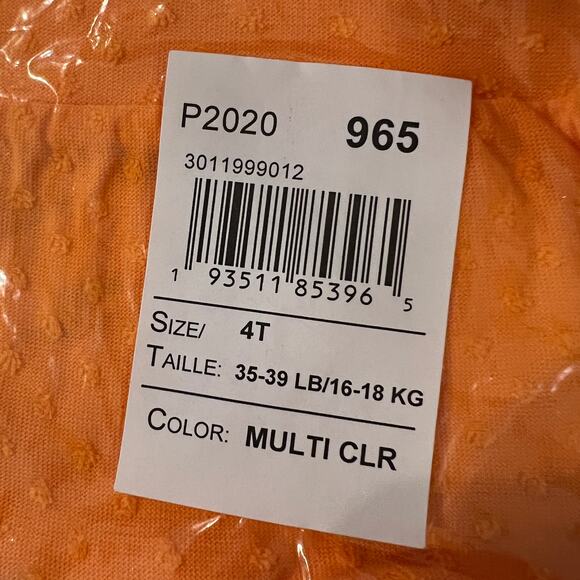 P2020 965
3011999012
1 93511 85396 5
SIZE/ 4T
TAILLE: 35-39 LB/16-18 KG
COLOR: MULTI CLR